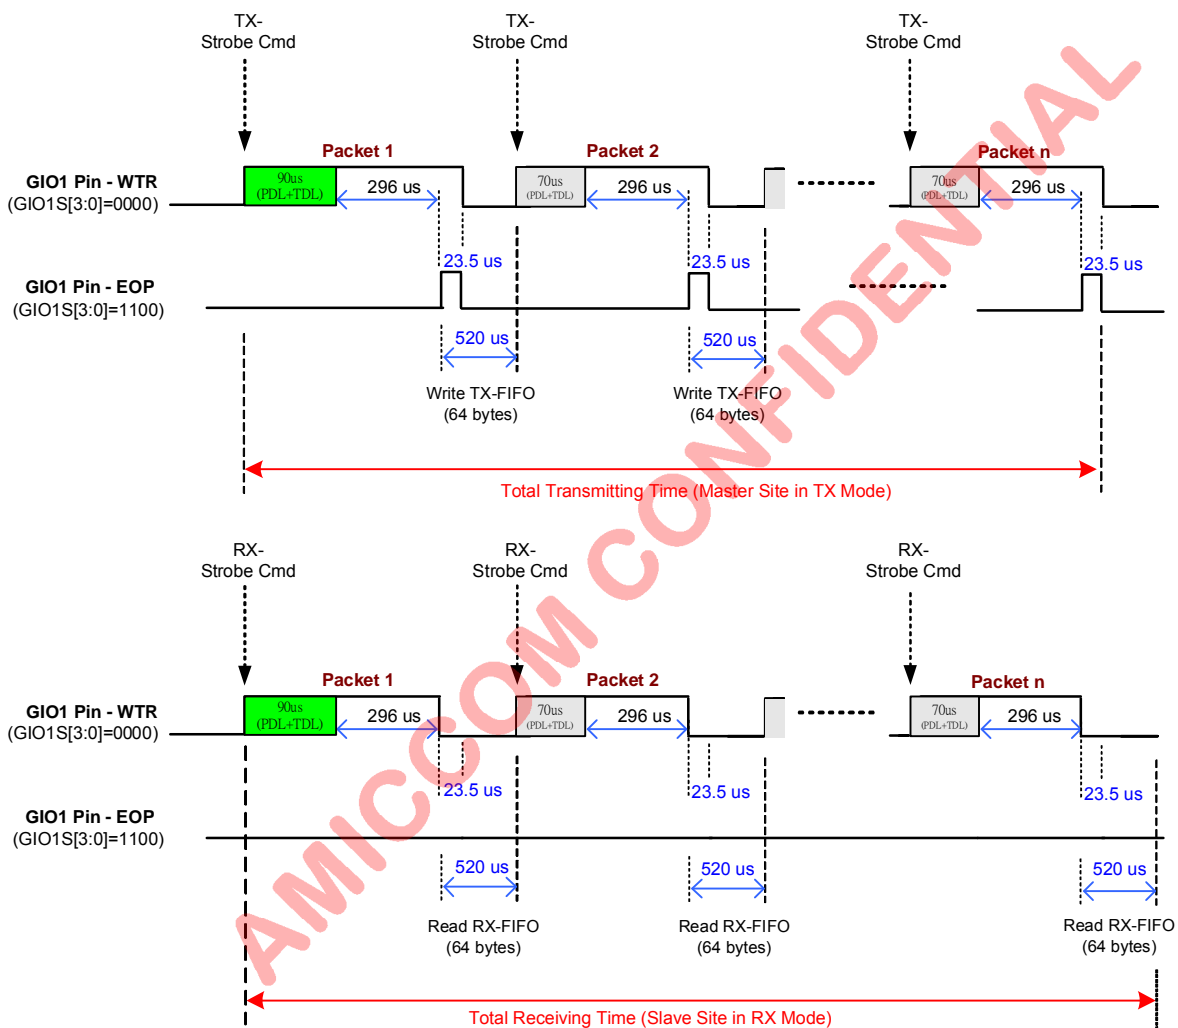 TX-
Strobe Cmd
TX-
Strobe Cmd
TX-
Strobe Cmd
Packet 1
Packet 2
Packet n
GIO1 Pin - WTR
(GIO1S[3:0]=0000)
90us
(PDL+TDL)
296 us
70us
(PDL+TDL)
296 us
70us
(PDL+TDL)
296 us
23.5 us
23.5 us
23.5 us
GIO1 Pin - EOP
(GIO1S[3:0]=1100)
520 us
520 us
Write TX-FIFO
(64 bytes)
Write TX-FIFO
(64 bytes)
Total Transmitting Time (Master Site in TX Mode)
RX-
Strobe Cmd
RX-
Strobe Cmd
RX-
Strobe Cmd
Packet 1
Packet 2
Packet n
GIO1 Pin - WTR
(GIO1S[3:0]=0000)
90us
(PDL+TDL)
296 us
70us
(PDL+TDL)
296 us
70us
(PDL+TDL)
296 us
23.5 us
23.5 us
23.5 us
GIO1 Pin - EOP
(GIO1S[3:0]=1100)
520 us
520 us
520 us
Read RX-FIFO
(64 bytes)
Read RX-FIFO
(64 bytes)
Read RX-FIFO
(64 bytes)
Total Receiving Time (Slave Site in RX Mode)
AMICCOM CONFIDENTIAL